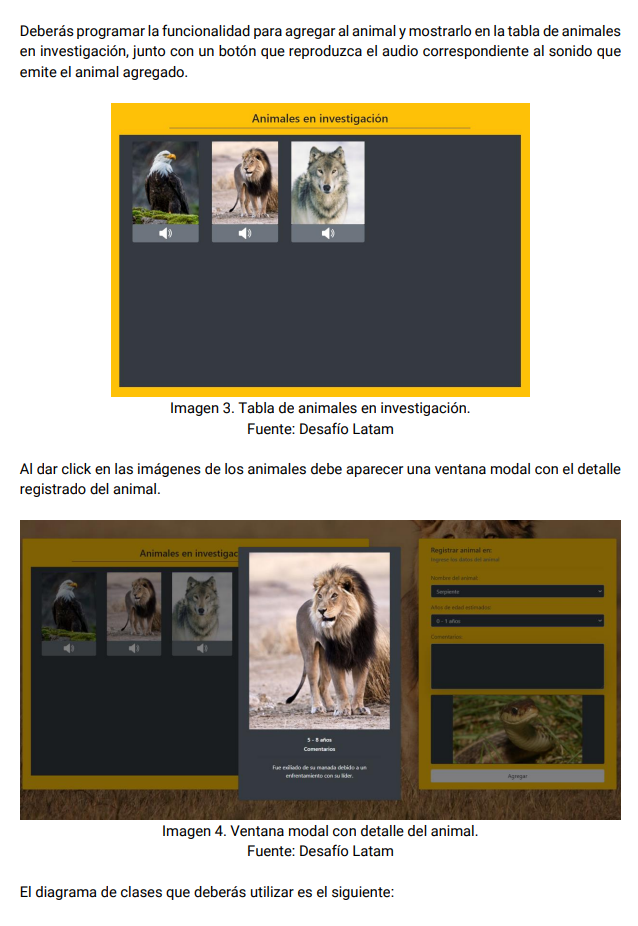 Deberás programar la funcionalidad para agregar al animal y mostrarlo en la tabla de animales
en investigación, junto con un botón que reproduzca el audio correspondiente al sonido que
emite el animal agregado.
Animales en investigación
Imagen 3. Tabla de animales en investigación.
Fuente: Desafío Latam
Al dar click en las imágenes de los animales debe aparecer una ventana modal con el detalle
registrado del animal.
Animales en investigac
5 - 8 años
Comentarios
Fue exiliado de su manada debido a un
enfrentamiento con su líder.
Registrar animal en:
Ingrese los datos del animal
Nombre del animal
Serpiente
Años de edad estimados
0 - 1 años
Comentarios
Agregar
Imagen 4. Ventana modal con detalle del animal.
Fuente: Desafío Latam
El diagrama de clases que deberás utilizar es el siguiente: